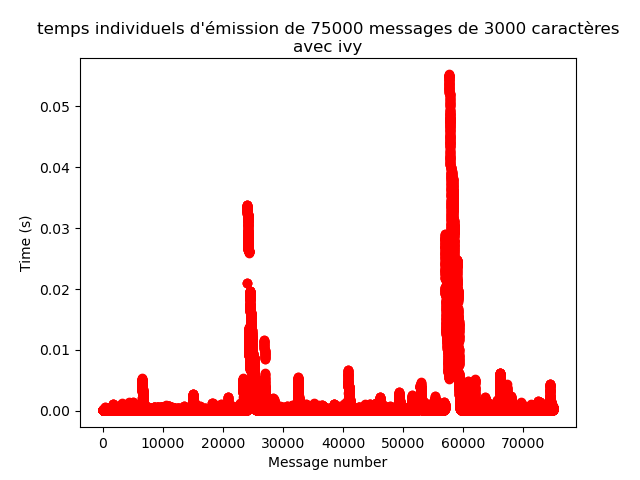 temps individuels d'émission de 75000 messages de 3000 caractères
avec ivy
0.05
0.04
0.03
0.02
0.01
0.00
Time (s)
0 10000 20000 30000 40000 50000 60000 70000
Message number